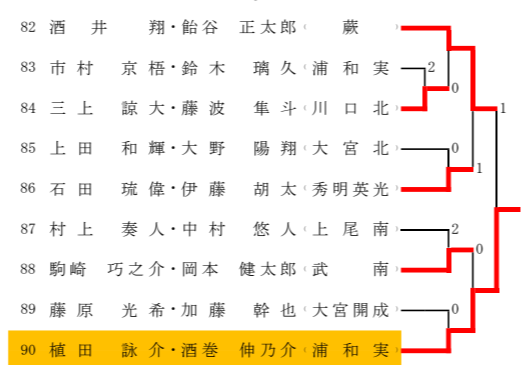 82 酒井 翔・飴谷 正太郎（蕨）
83 市村 京梧・鈴木 璃久（浦和実） 2
0
84 三上 諒大・藤波 隼斗（川口北）
1
85 上田 和輝・大野 陽翔（大宮北） 0
1
86 石田 琉偉・伊藤 胡太（秀明英光）
87 村上 奏人・中村 悠人（上尾南） 2
0
88 駒崎 巧之介・岡本 健太郎（武南）
89 藤原 光希・加藤 幹也（大宮開成） 0
90 植田 詠介・酒巻 伸乃介（浦和実）